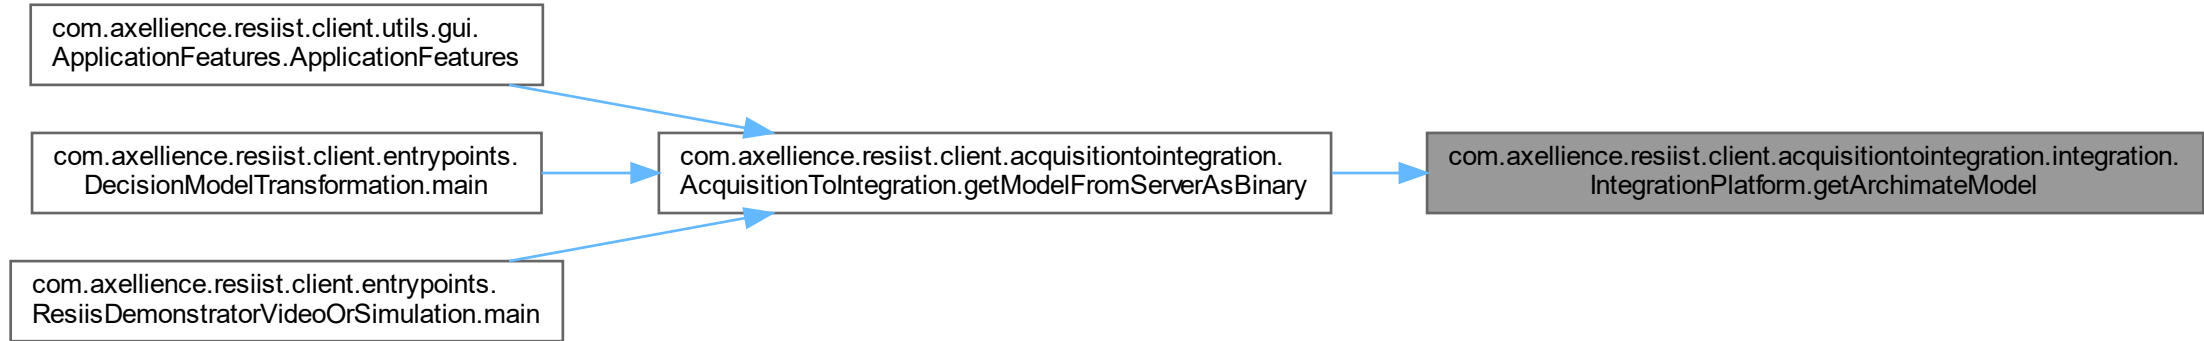 com.axellience.resiist.client.utils.gui.
ApplicationFeatures.ApplicationFeatures
com.axellience.resiist.client.entrypoints.
DecisionModelTransformation.main
com.axellience.resiist.client.entrypoints.
ResiisDemonstratorVideoOrSimulation.main
com.axellience.resiist.client.acquisitiontointegration.
AcquisitionToIntegration.getModelFromServerAsBinary
com.axellience.resiist.client.acquisitiontointegration.integration.
IntegrationPlatform.getArchimateModel